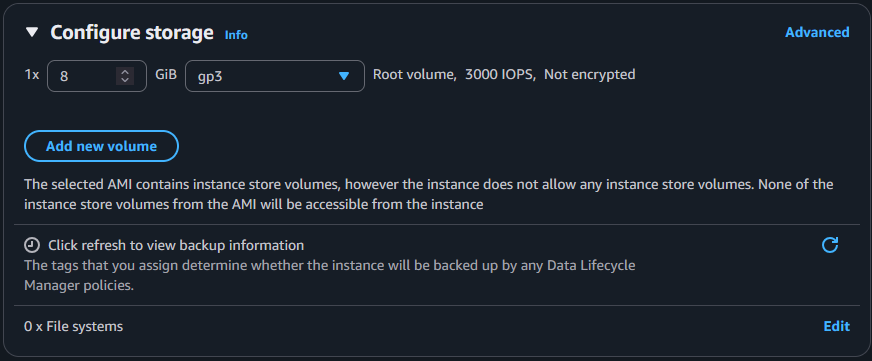 Configure storage Info Advanced
1x 8 GiB gp3 Root volume, 3000 IOPS, Not encrypted
Add new volume
The selected AMI contains instance store volumes, however the instance does not allow any instance store volumes. None of the
instance store volumes from the AMI will be accessible from the instance
Click refresh to view backup information
The tags that you assign determine whether the instance will be backed up by any Data Lifecycle
Manager policies.
0 x File systems Edit